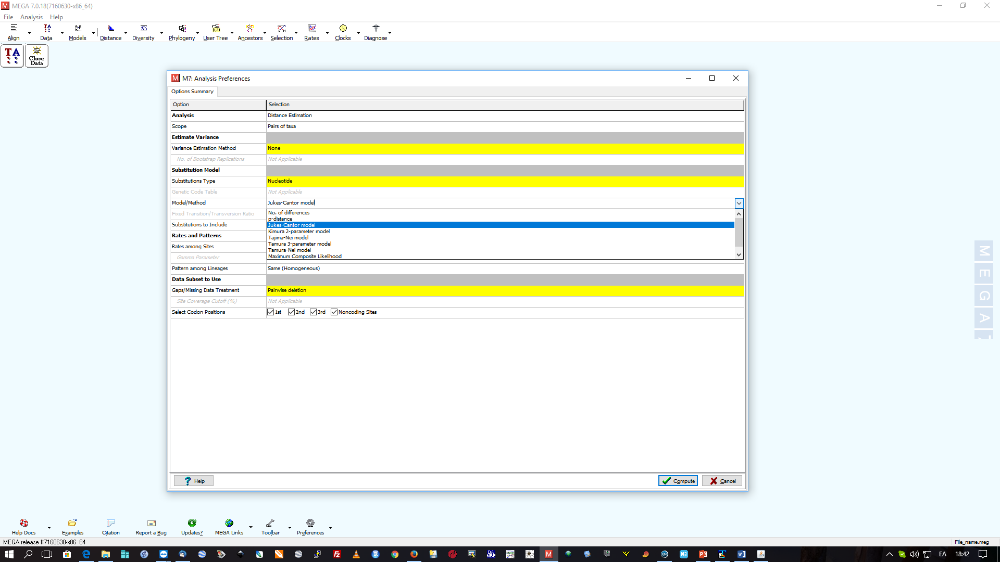 MEGA 7.0.18(7160630-x86_64)
File Analysis Help
TA π
Align Data Models Distance Diversity Phylogeny User Tree Ancestors Selection Rates Clocks Diagnose
TA Close Data
M7: Analysis Preferences
Options Summary
Option Selection
Analysis Distance Estimation
Scope Pairs of taxa
Estimate Variance
Variance Estimation Method None
No. of Bootstrap Replications Not Applicable
Substitution Model
Substitutions Type Nucleotide
Genetic Code Table Not Applicable
Model/Method Jukes-Cantor model
Fixed Transition/Transversion Ratio No. of differences
p-distance
Substitutions to Include Jukes-Cantor model
Kimura 2-parameter model
Rates and Patterns Tajima-Nei model
Rates among Sites Tamura 3-parameter model
Tamura-Nei model
Gamma Parameter Maximum Composite Likelihood
Pattern among Lineages Same (Homogeneous)
Data Subset to Use
Gaps/Missing Data Treatment Pairwise deletion
Site Coverage Cutoff (%) Not Applicable
Select Codon Positions 1st 2nd 3rd Noncoding Sites
MEGA
Help Compute Cancel
Help Docs Examples Citation Report a Bug Updates? MEGA Links Toolbar Preferences
MEGA release #7160630-x86_64 File_name.meg
DA MBE EN ΕΛ 18:42